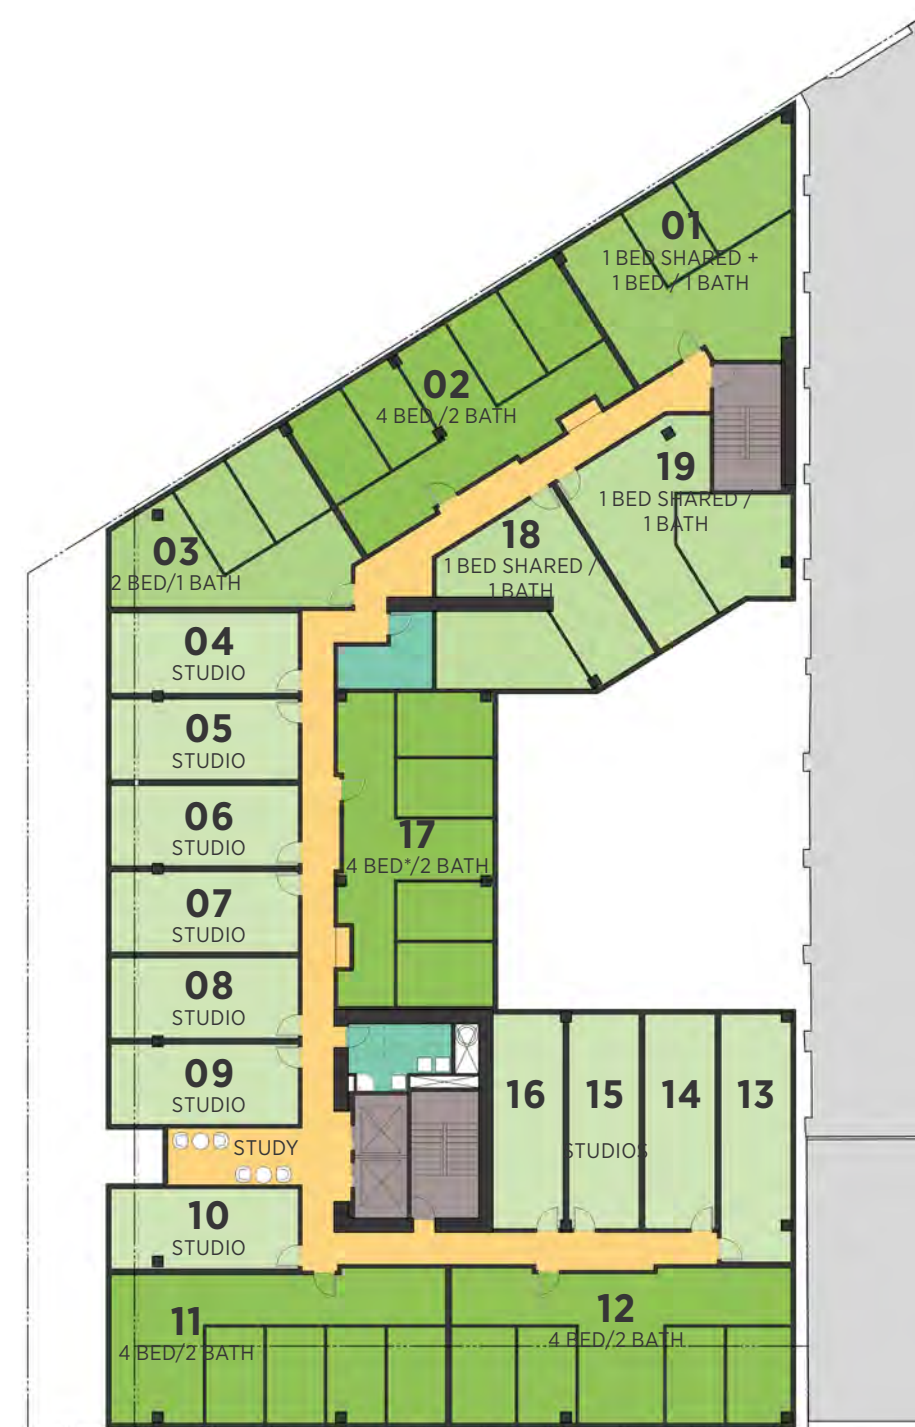 01
1 BED SHARED +
1 BED / 1 BATH
02
4 BED /2 BATH
19
1 BED SHARED /
1 BATH
18
1 BED SHARED /
1 BATH
03
2 BED/1 BATH
04
STUDIO
05
STUDIO
06
STUDIO
17
4 BED*/2 BATH
07
STUDIO
08
STUDIO
09
STUDIO
16
15
14
13
STUDIOS
STUDY
10
STUDIO
11
4 BED/2 BATH
12
4 BED/2 BATH